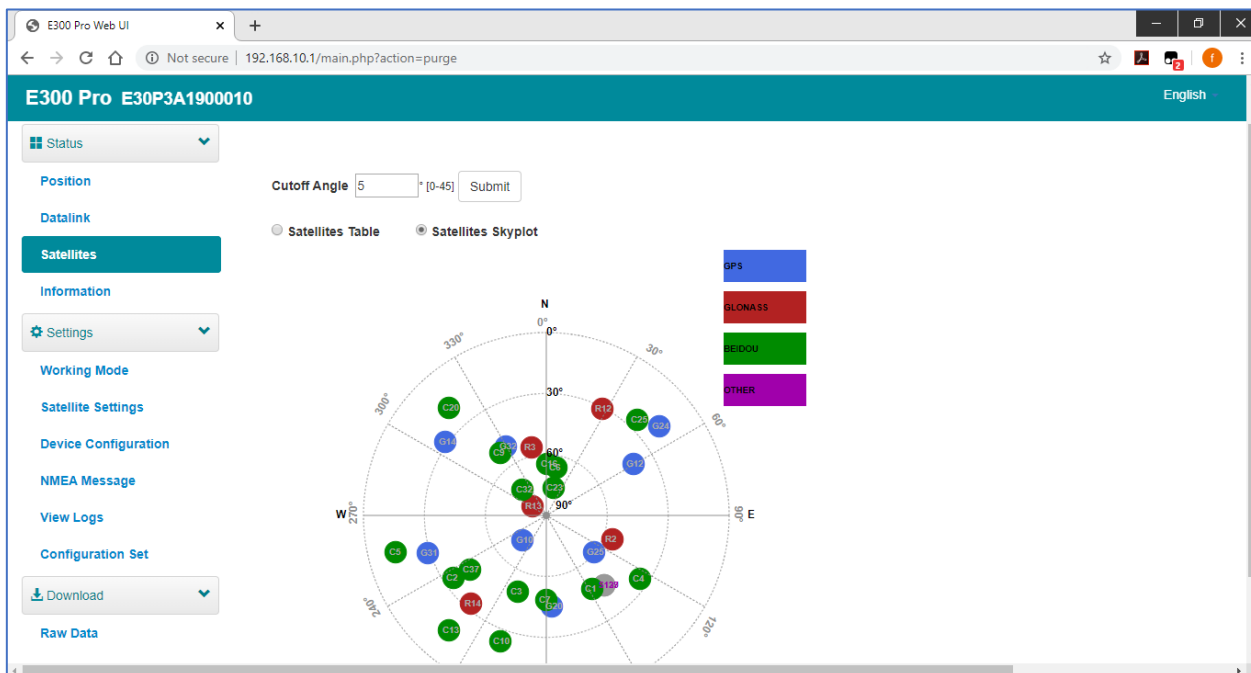 E300 Pro Web UI
Not secure | 192.168.10.1/main.php?action=purge
2
f
E300 Pro E30P3A1900010
English
Status
Position
Datalink
Satellites
Information
Settings
Working Mode
Satellite Settings
Device Configuration
NMEA Message
View Logs
Configuration Set
Download
Raw Data
Cutoff Angle 5 ° [0-45] Submit
Satellites Table Satellites Skyplot
GPS
GLONASS
BEIDOU
OTHER
N
0°
0°
330°
30°
30°
300°
60°
60°
90°
W 270°
90° E
240°
120°
C20
R12
C25
G24
G14
G32
R3
C9
C16
C6
G12
C32
C23
R13
G10
R2
G25
C5
G31
C37
C2
C4
C3
C1
C7
G20
R14
C13
C10